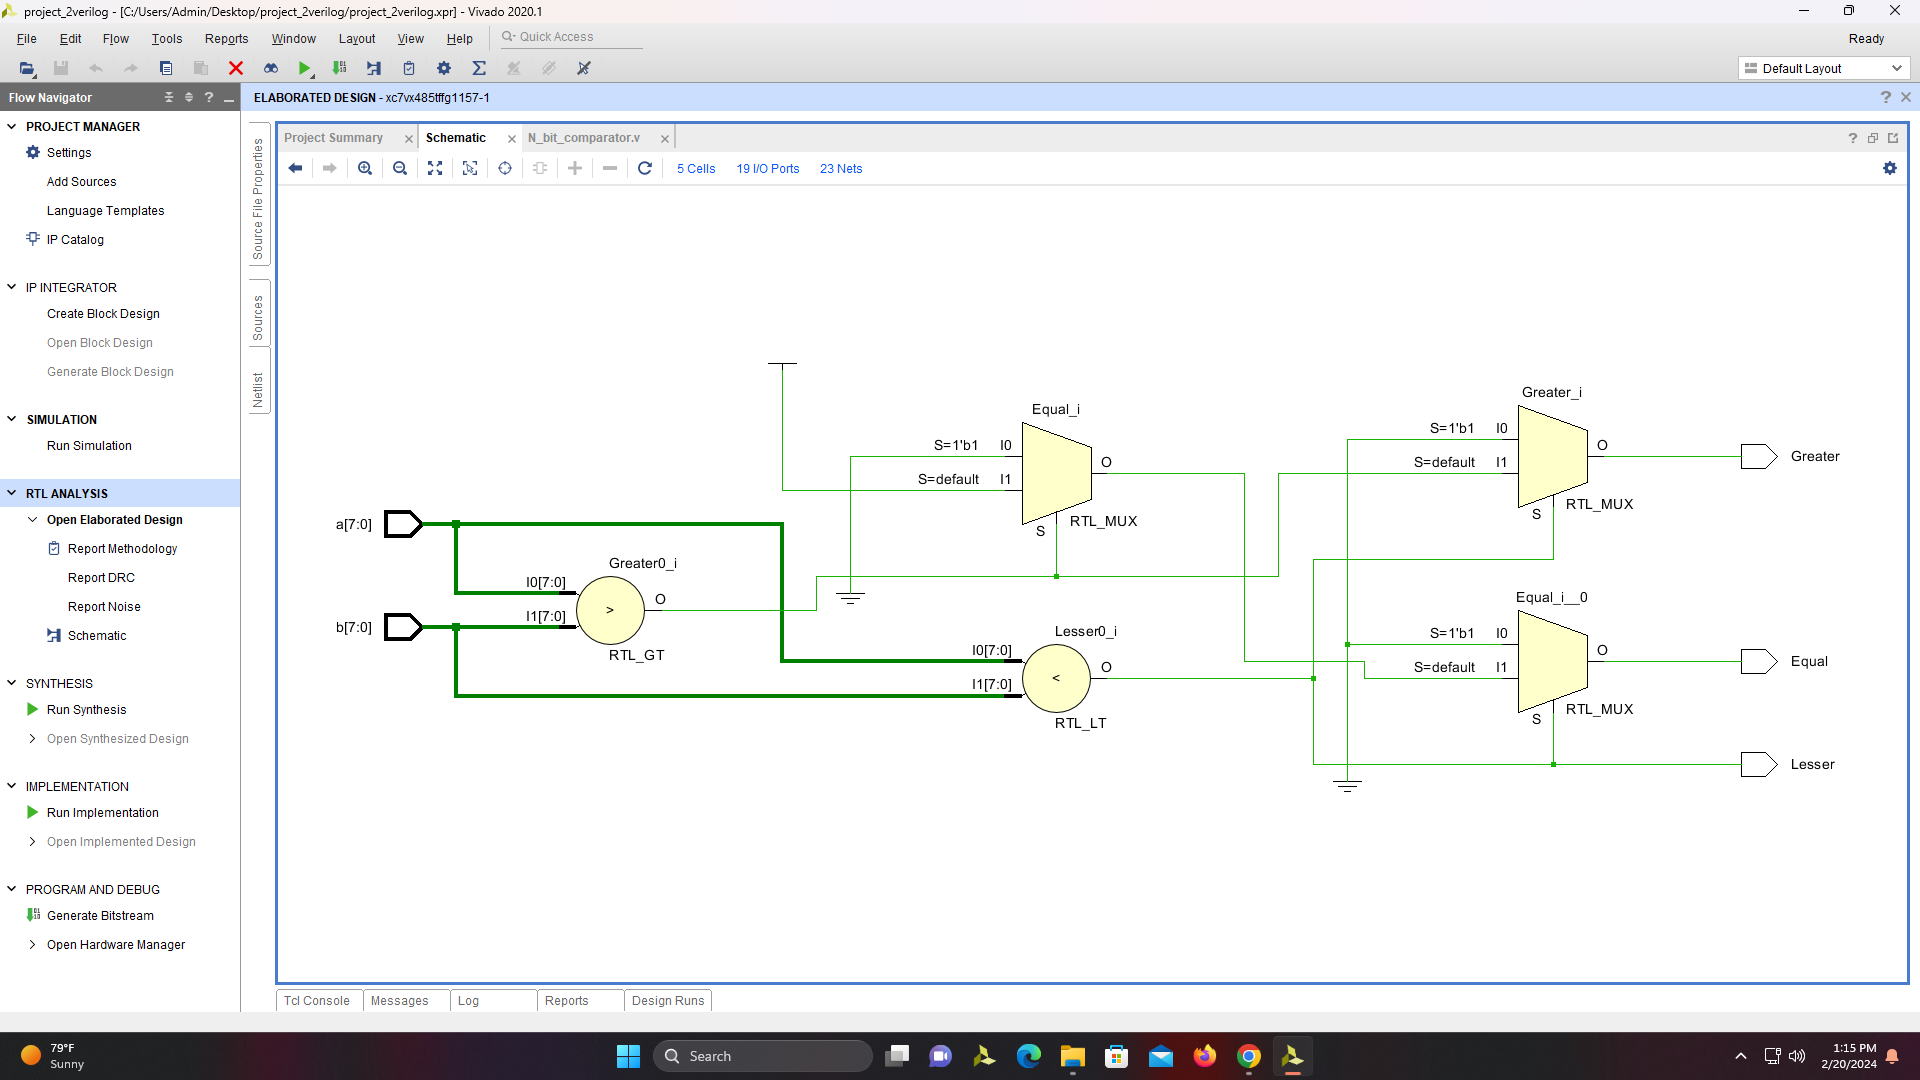 project_2verilog - [C:/Users/Admin/Desktop/project_2verilog/project_2verilog.xpr] - Vivado 2020.1
File Edit Flow Tools Reports Window Layout View Help Quick Access Ready
Default Layout
Flow Navigator
ELABORATED DESIGN - xc7vx485tffg1157-1
PROJECT MANAGER
Settings
Add Sources
Language Templates
IP Catalog
IP INTEGRATOR
Create Block Design
Open Block Design
Generate Block Design
SIMULATION
Run Simulation
RTL ANALYSIS
Open Elaborated Design
Report Methodology
Report DRC
Report Noise
Schematic
SYNTHESIS
Run Synthesis
Open Synthesized Design
IMPLEMENTATION
Run Implementation
Open Implemented Design
PROGRAM AND DEBUG
Generate Bitstream
Open Hardware Manager
Source File Properties
Sources
Netlist
Project Summary Schematic N_bit_comparator.v
5 Cells 19 I/O Ports 23 Nets
a[7:0]
b[7:0]
Greater0_i
I0[7:0]
I1[7:0]
>
O
RTL_GT
Equal_i
S=1'b1 I0
S=default I1
O
S
RTL_MUX
Lesser0_i
I0[7:0]
I1[7:0]
<
O
RTL_LT
Greater_i
S=1'b1 I0
S=default I1
O
S
RTL_MUX
Greater
Equal_i__0
S=1'b1 I0
S=default I1
O
S
RTL_MUX
Equal
Lesser
Tcl Console Messages Log Reports Design Runs
79°F
Sunny
Search
1:15 PM
2/20/2024